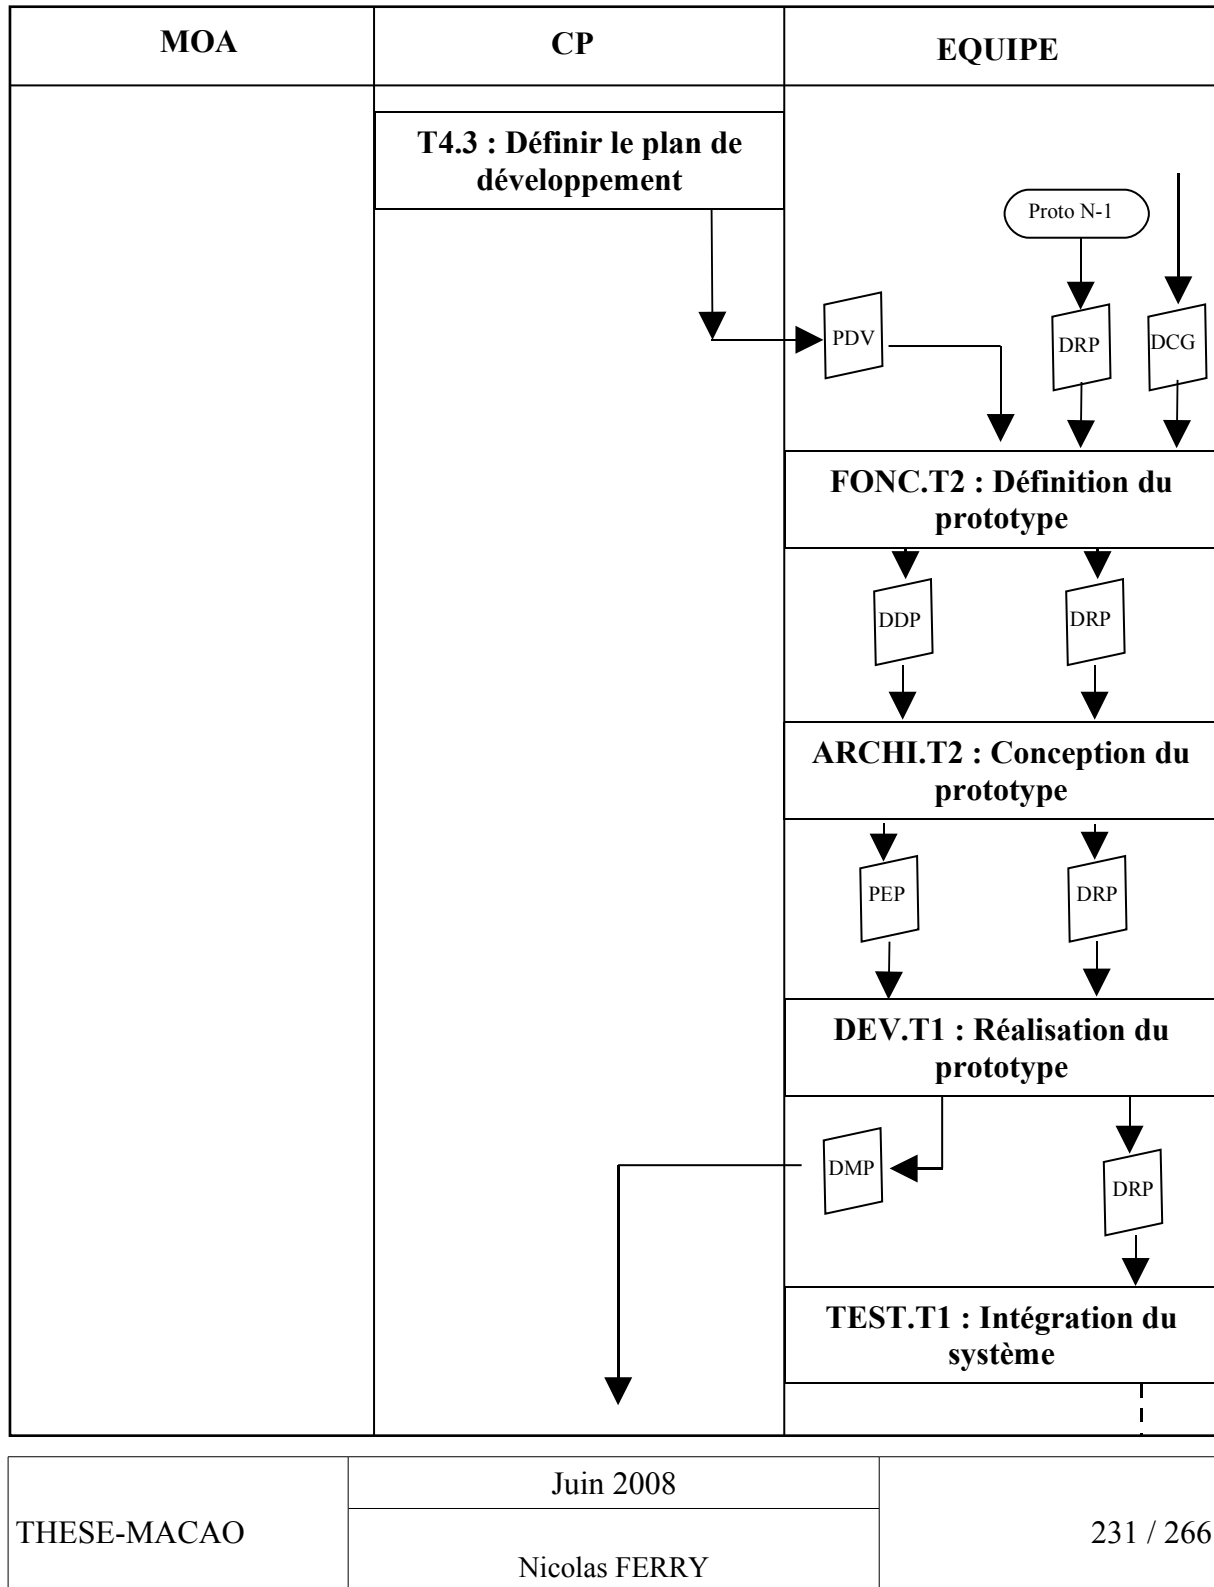 MOA
CP
EQUIPE
T4.3 : Définir le plan de
développement
Proto N-1
PDV
DRP
DCG
FONC.T2 : Définition du
prototype
DDP
DRP
ARCHI.T2 : Conception du
prototype
PEP
DRP
DEV.T1 : Réalisation du
prototype
DMP
DRP
TEST.T1 : Intégration du
système
Juin 2008
THESE-MACAO
231 / 266
Nicolas FERRY